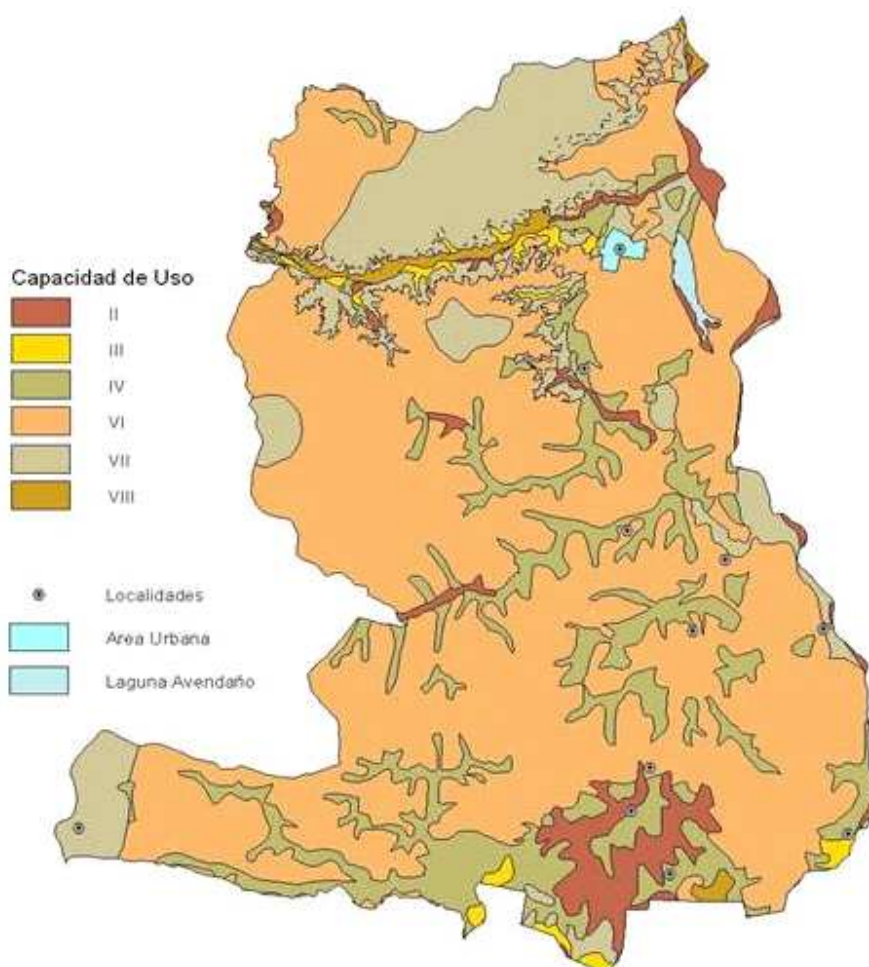 Capacidad de Uso
II
III
IV
VI
VII
VIII
Localidades
Area Urbana
Laguna Avendaño